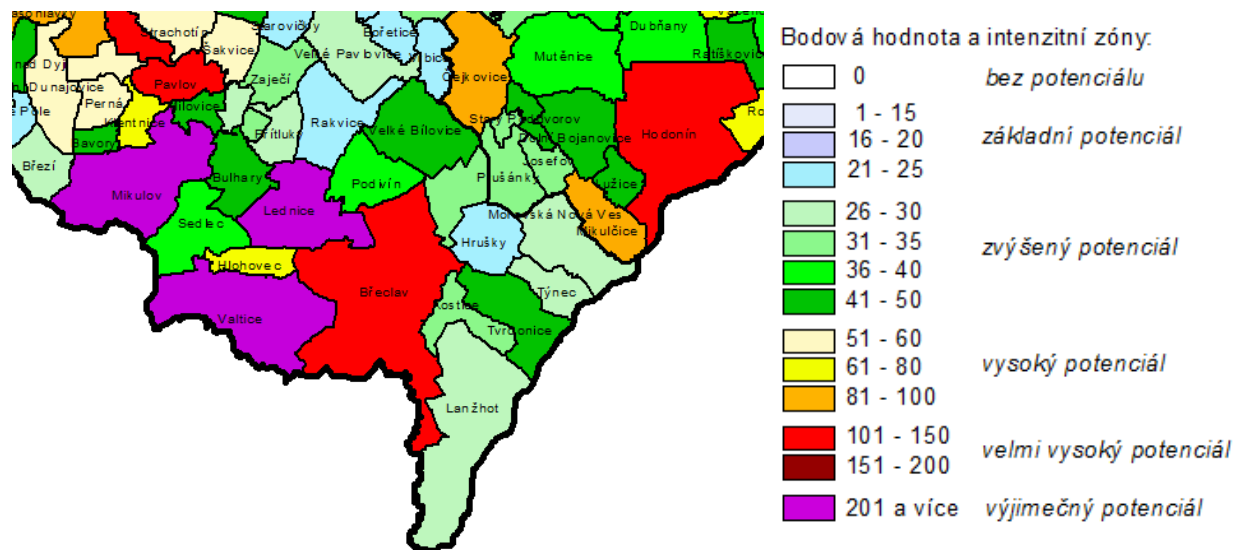 Strachotín
Starovičky
Bořetice
Dubňany
Šakvice
Velké Pavlovice
Mutěnice
Ratíškovice
Dunajovice
Zaječí
Pavlov
Čejkovice
Perná
Klentnice
Rakvice
Velké Bílovice
Starý Poddvorov
Přítluky
Dolní Bojanovice
Hodonín
Bavory
Josefov
Březí
Bulhary
Podivín
Prušánk
Lužice
Mikulov
Lednice
Moravská Nová Ves
Sedlec
Mikulčice
Hrušky
Hlohovec
Břeclav
Týnec
Kostice
Valtice
Tvrdonice
Lanžhot
Bodová hodnota a intenzitní zóny:
0 bez potenciálu
1 - 15
16 - 20 základní potenciál
21 - 25
26 - 30
31 - 35 zvýšený potenciál
36 - 40
41 - 50
51 - 60
61 - 80 vysoký potenciál
81 - 100
101 - 150 velmi vysoký potenciál
151 - 200
201 a více výjimečný potenciál